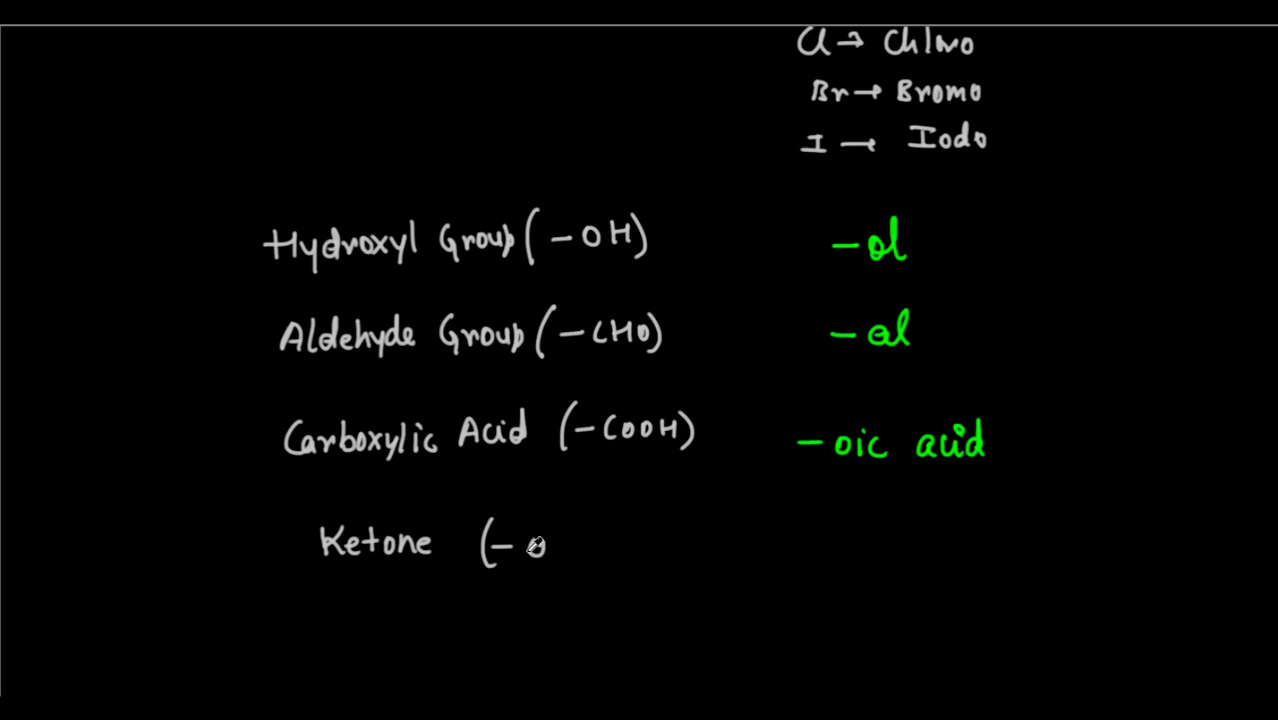 Cl → Chloro
Br → Bromo
I → Iodo
Hydroxyl Group (-OH) -ol
Aldehyde Group (-CHO) -al
Carboxylic Acid (-COOH) -oic acid
Ketone (-